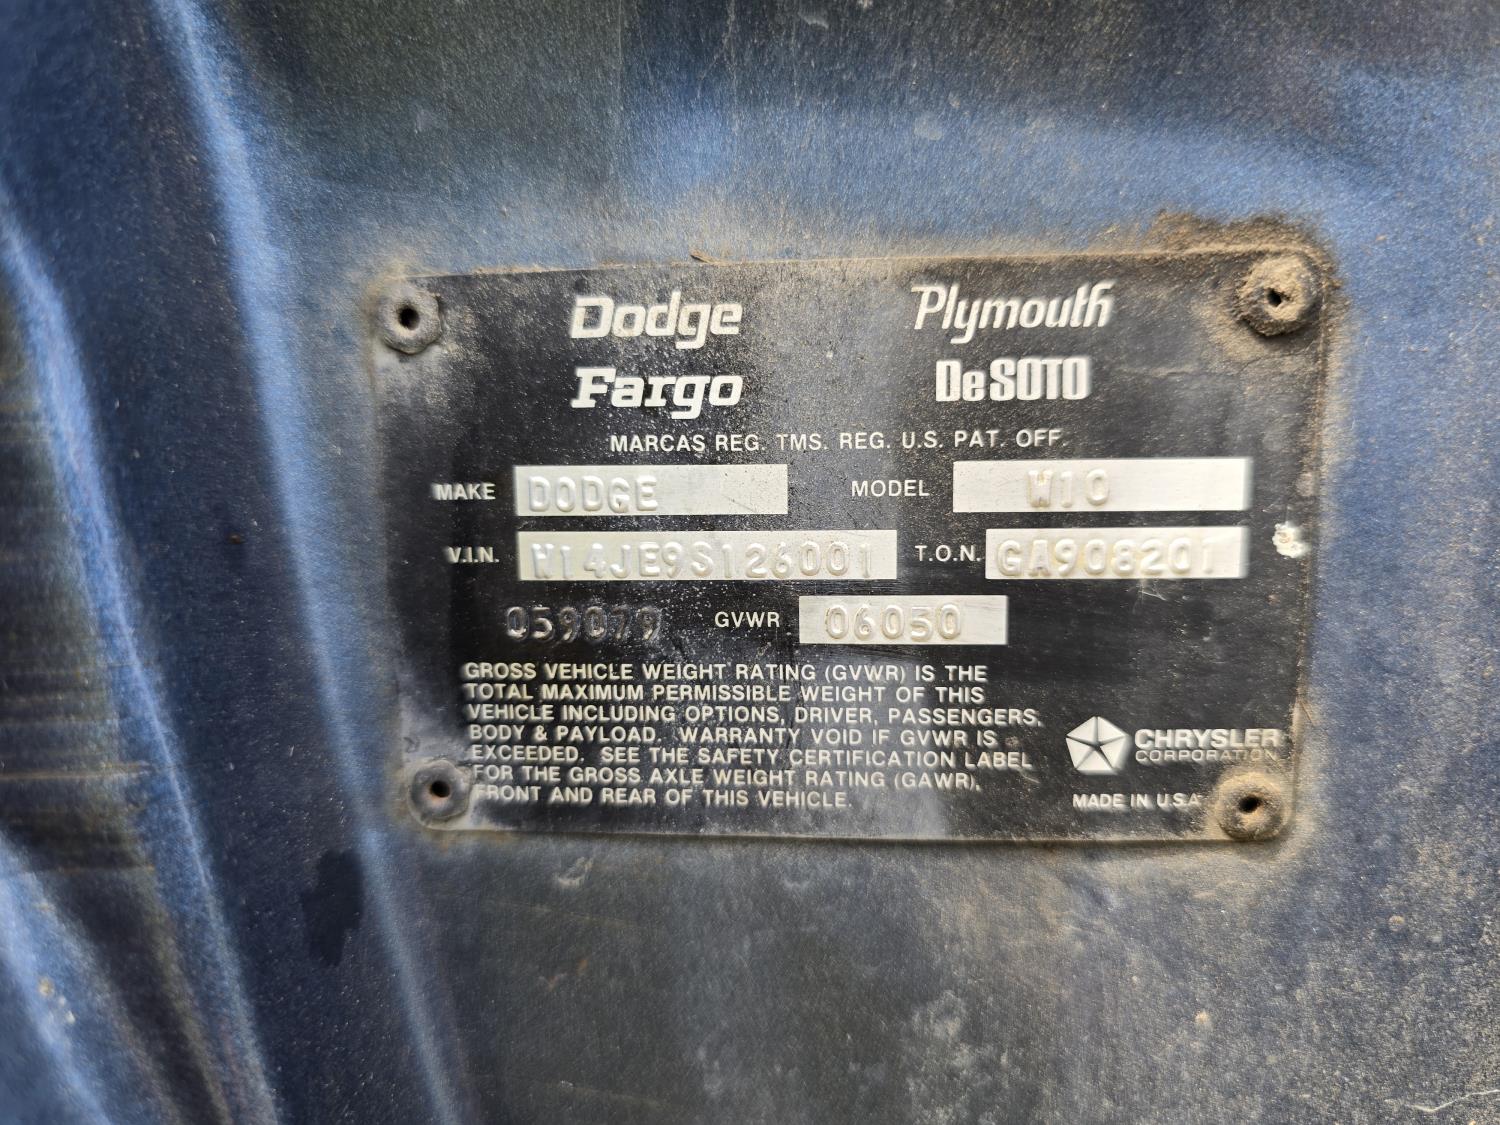 Dodge Plymouth
Fargo DeSOTO
MARCAS REG. TMS. REG. U.S. PAT. OFF.
MAKE DODGE MODEL W10
V.I.N. W14JE9S126001 T.O.N. GA908201
059079 GVWR 06050
GROSS VEHICLE WEIGHT RATING (GVWR) IS THE
TOTAL MAXIMUM PERMISSIBLE WEIGHT OF THIS
VEHICLE INCLUDING OPTIONS, DRIVER, PASSENGERS,
BODY & PAYLOAD. WARRANTY VOID IF GVWR IS
EXCEEDED. SEE THE SAFETY CERTIFICATION LABEL
FOR THE GROSS AXLE WEIGHT RATING (GAWR),
FRONT AND REAR OF THIS VEHICLE.
CHRYSLER
CORPORATION
MADE IN U.S.A